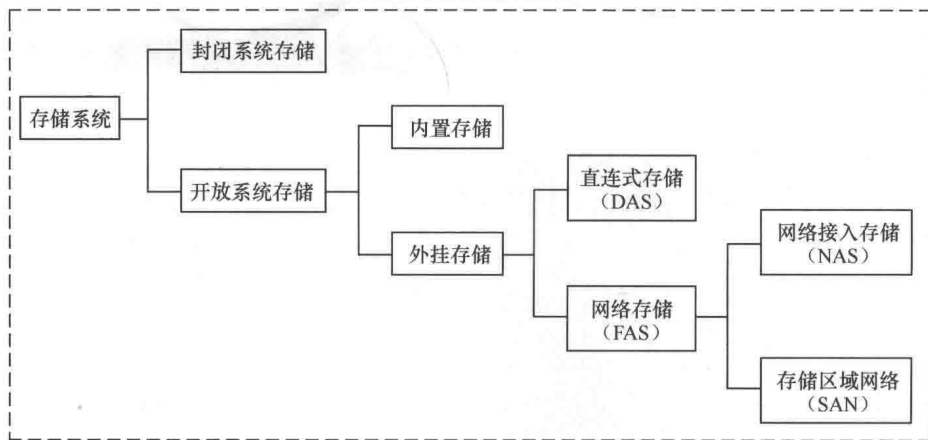 存储系统
封闭系统存储
开放系统存储
内置存储
外挂存储
直连式存储
（DAS）
网络存储
（FAS）
网络接入存储
（NAS）
存储区域网络
（SAN）